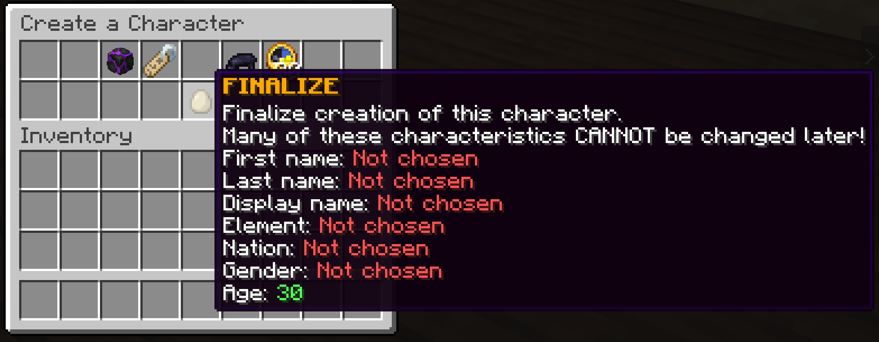 Create a Character
FINALIZE
Finalize creation of this character.
Many of these characteristics CANNOT be changed later!
Inventory
First name: Not chosen
Last name: Not chosen
Display name: Not chosen
Element: Not chosen
Nation: Not chosen
Gender: Not chosen
Age: 30